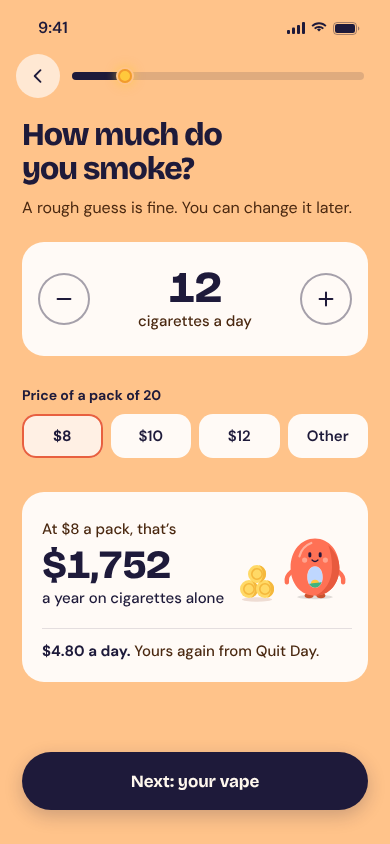 9:41
How much do
you smoke?
A rough guess is fine. You can change it later.
12
cigarettes a day
Price of a pack of 20
$8
$10
$12
Other
At $8 a pack, that’s
$1,752
a year on cigarettes alone
$4.80 a day. Yours again from Quit Day.
Next: your vape